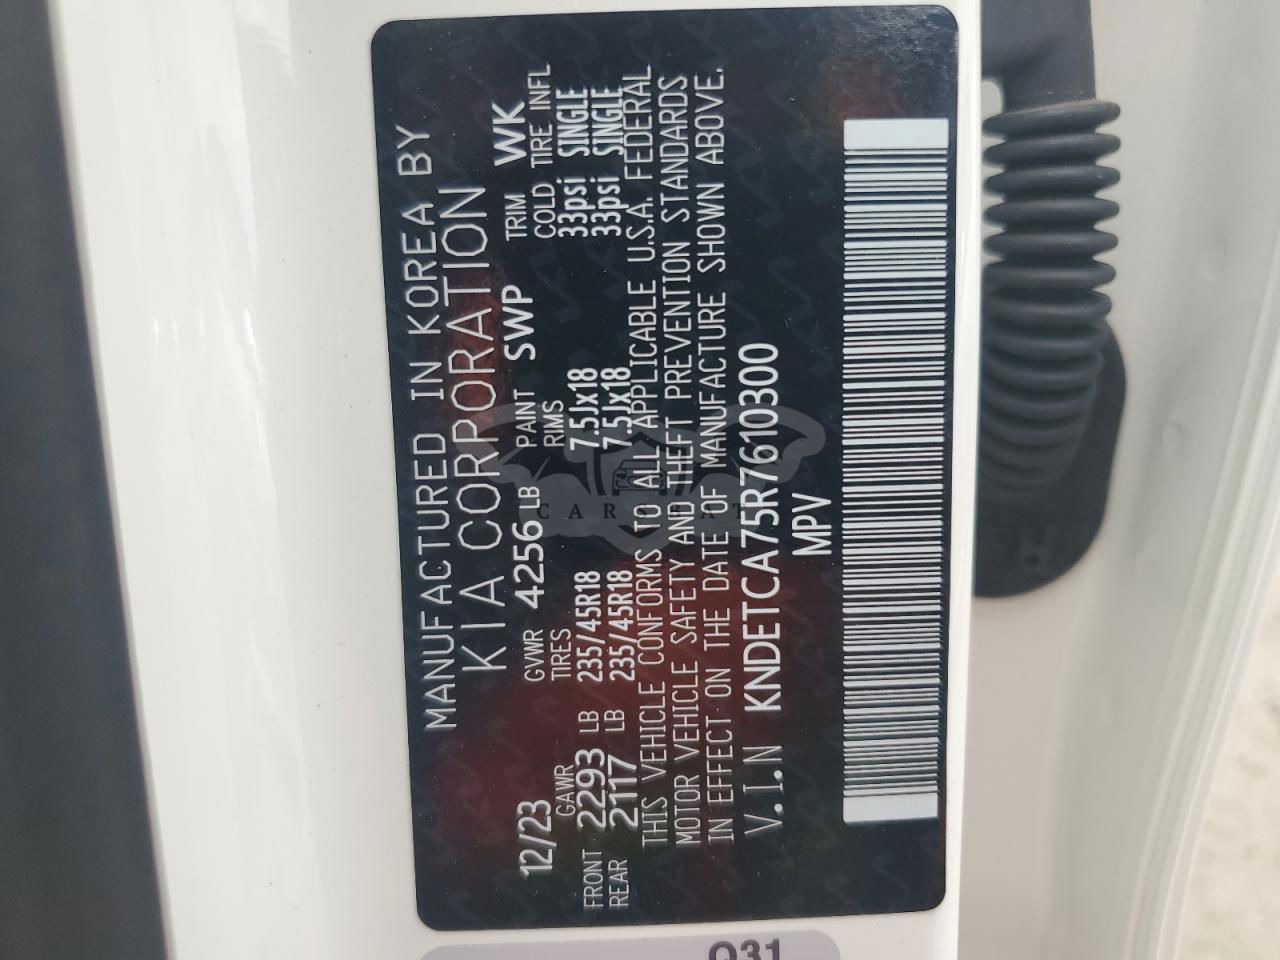 MANUFACTURED IN KOREA BY
KIA CORPORATION
12/23 GVWR 4256 LB PAINT SWP TRIM WK
GAWR TIRES RIMS COLD TIRE INFL
FRONT 2293 LB 235/45R18 7.5Jx18 33psi SINGLE
REAR 2117 LB 235/45R18 7.5Jx18 33psi SINGLE
THIS VEHICLE CONFORMS TO ALL APPLICABLE U.S.A. FEDERAL
MOTOR VEHICLE SAFETY AND THEFT PREVENTION STANDARDS
IN EFFECT ON THE DATE OF MANUFACTURE SHOWN ABOVE.
V.I.N KNDETCA75R7610300
MPV
031